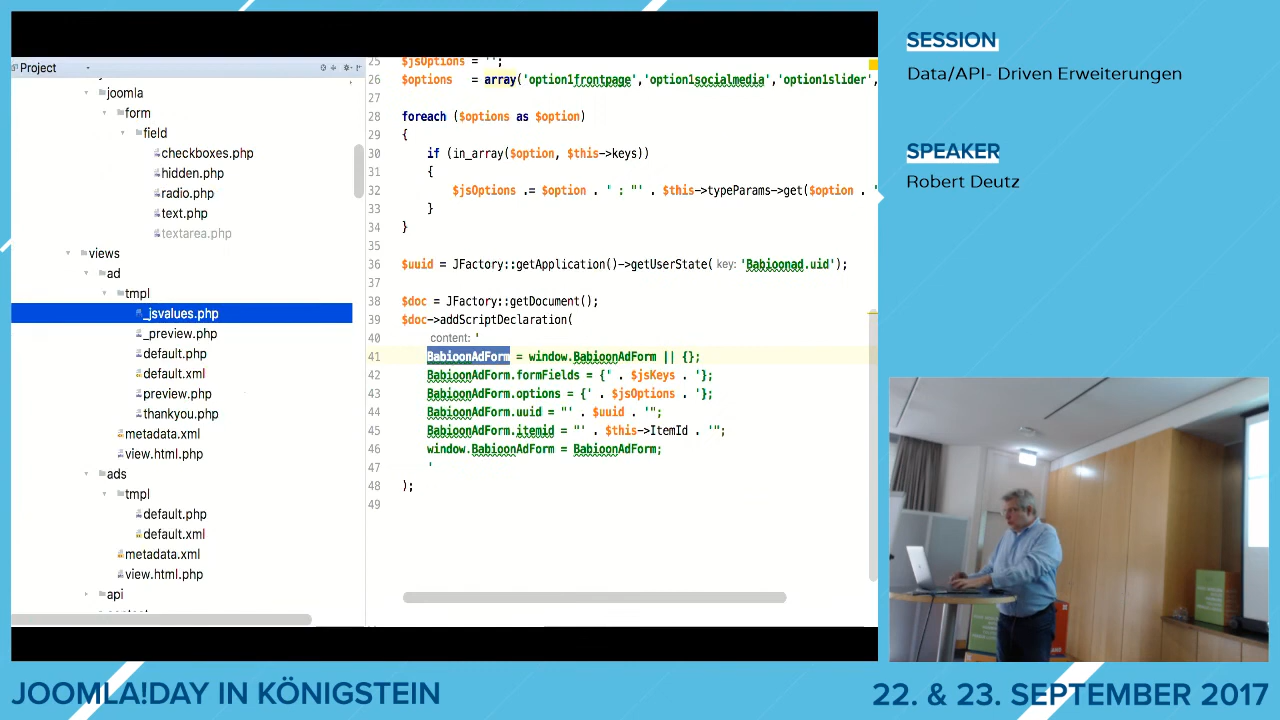 Project
joomla
form
field
checkboxes.php
hidden.php
radio.php
text.php
textarea.php
views
ad
tmpl
_jsvalues.php
_preview.php
default.php
default.xml
preview.php
thankyou.php
metadata.xml
view.html.php
ads
tmpl
default.php
default.xml
metadata.xml
view.html.php
api
25 $jsOptions = '';
26 $options = array('option1frontpage','option1socialmedia','option1slider',
27
28 foreach ($options as $option)
29 {
30 if (in_array($option, $this->keys))
31 {
32 $jsOptions .= $option . " : "' . $this->typeParams->get($option . '
33 }
34 }
35
36 $uuid = JFactory::getApplication()->getUserState( key: 'Babioonad.uid');
37
38 $doc = JFactory::getDocument();
39 $doc->addScriptDeclaration(
40 content: '
41 BabioonAdForm = window.BabioonAdForm || {};
42 BabioonAdForm.formFields = {' . $jsKeys . '};
43 BabioonAdForm.options = {' . $jsOptions . '};
44 BabioonAdForm.uuid = "' . $uuid . '";
45 BabioonAdForm.itemid = "' . $this->ItemId . '";
46 window.BabioonAdForm = BabioonAdForm;
47 '
48 );
49
SESSION
Data/API- Driven Erweiterungen
SPEAKER
Robert Deutz
JOOMLA!DAY IN KÖNIGSTEIN
22. & 23. SEPTEMBER 2017